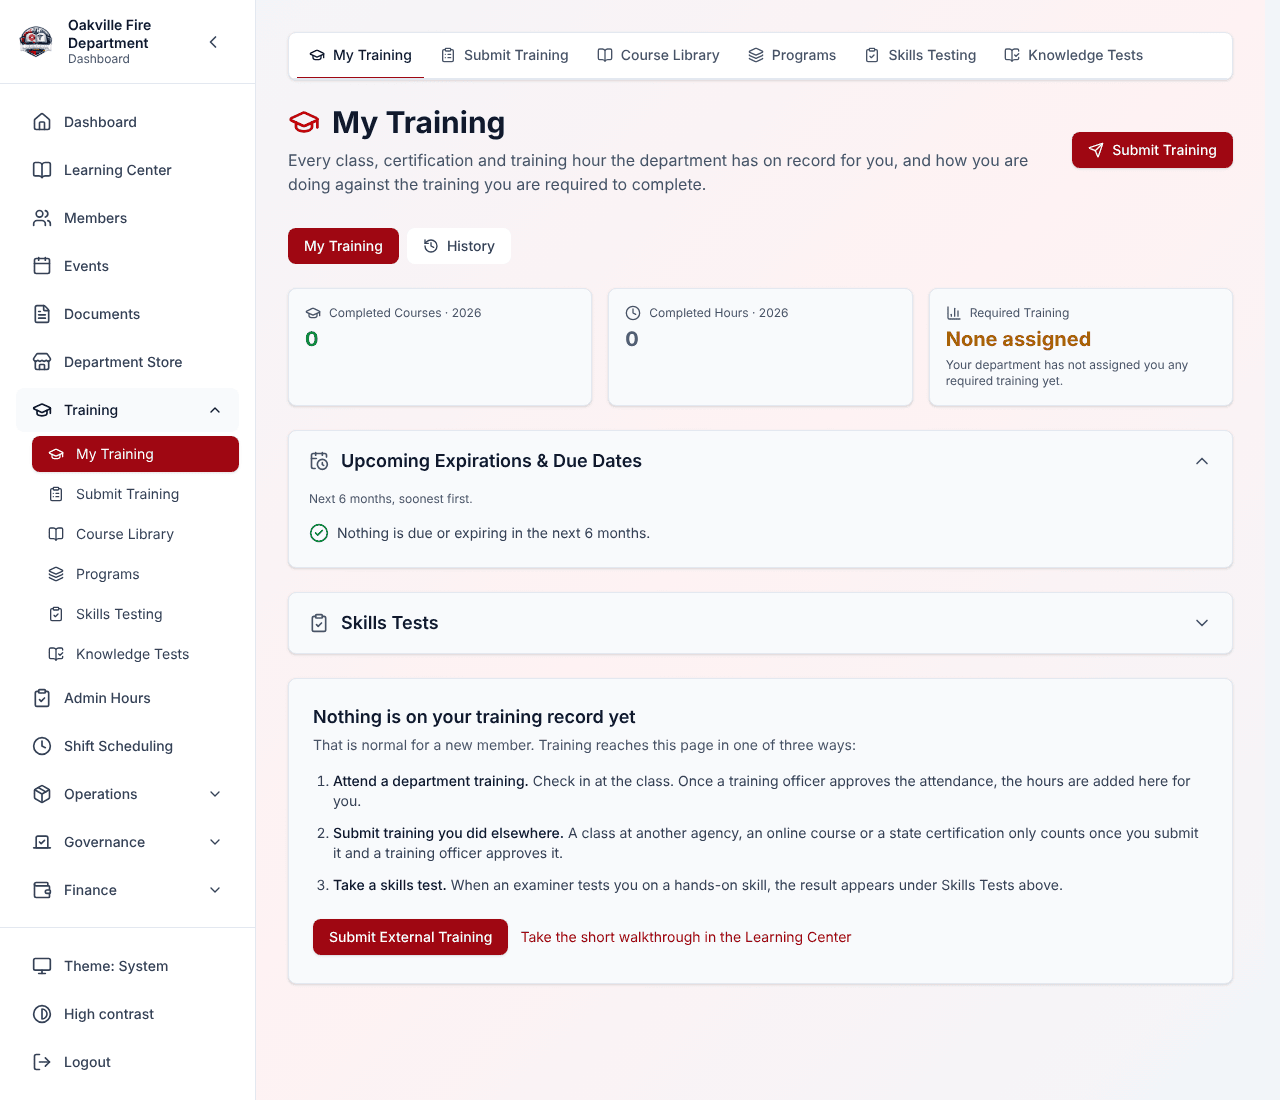 Oakville Fire
Department
Dashboard
Dashboard
Learning Center
Members
Events
Documents
Department Store
Training
My Training
Submit Training
Course Library
Programs
Skills Testing
Knowledge Tests
Admin Hours
Shift Scheduling
Operations
Governance
Finance
Theme: System
High contrast
Logout
My Training
Submit Training
Course Library
Programs
Skills Testing
Knowledge Tests
My Training
Every class, certification and training hour the department has on record for you, and how you are
doing against the training you are required to complete.
Submit Training
My Training
History
Completed Courses · 2026
0
Completed Hours · 2026
0
Required Training
None assigned
Your department has not assigned you any
required training yet.
Upcoming Expirations & Due Dates
Next 6 months, soonest first.
Nothing is due or expiring in the next 6 months.
Skills Tests
Nothing is on your training record yet
That is normal for a new member. Training reaches this page in one of three ways:
1. Attend a department training. Check in at the class. Once a training officer approves the attendance, the hours are added here for
you.
2. Submit training you did elsewhere. A class at another agency, an online course or a state certification only counts once you submit
it and a training officer approves it.
3. Take a skills test. When an examiner tests you on a hands-on skill, the result appears under Skills Tests above.
Submit External Training
Take the short walkthrough in the Learning Center